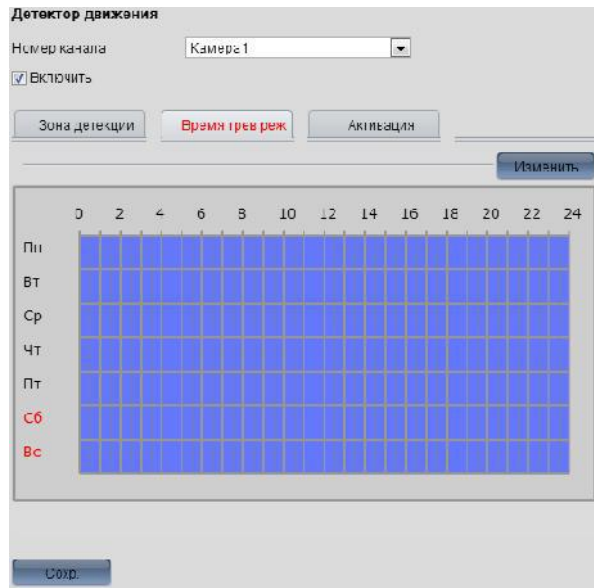 Детектор движения
Номер канала Камера 1
Включить
Зона детекции Время трев реж Активация
Изменить
0 2 4 6 8 10 12 14 16 18 20 22 24
Пн
Вт
Ср
Чт
Пт
Сб
Вс
Сохр.